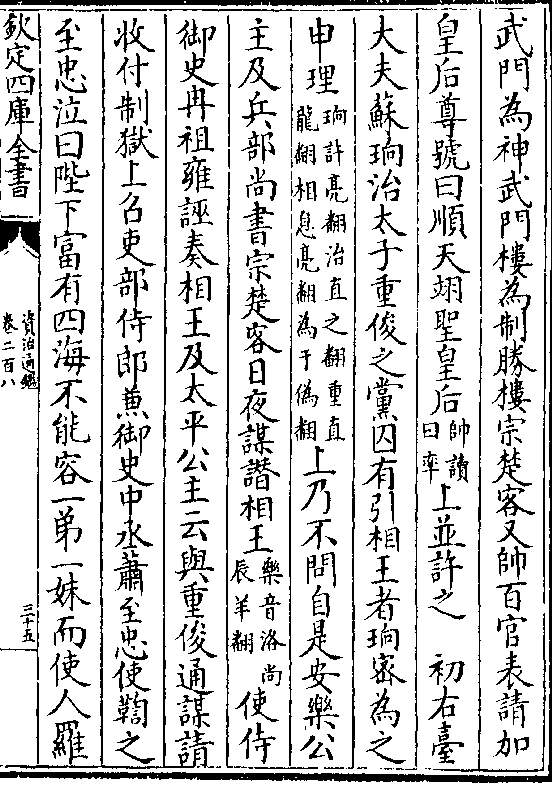 武門為神武門樓為制勝樓宗楚客又帥百官表請加
皇后尊號曰順天翊聖皇后帥讀曰率上並許之　初右臺
大夫蘇珦治太子重俊之黨囚有引相王者珦密為之
申理珦許亮翻治直之翻重直龍翻相息亮翻為于偽翻上乃不問自是安樂公
主及兵部尚書宗楚客日夜謀譖相王樂音洛尚辰羊翻使侍
御史冉祖雍誣奏相王及太平公主云與重俊通謀請
收付制獄上召吏部侍郎兼御史中丞蕭至忠使鞫之
至忠泣曰陛下富有四海不能容一弟一妹而使人羅
欽定四庫全書
資治通鑑
卷二百八
三十五